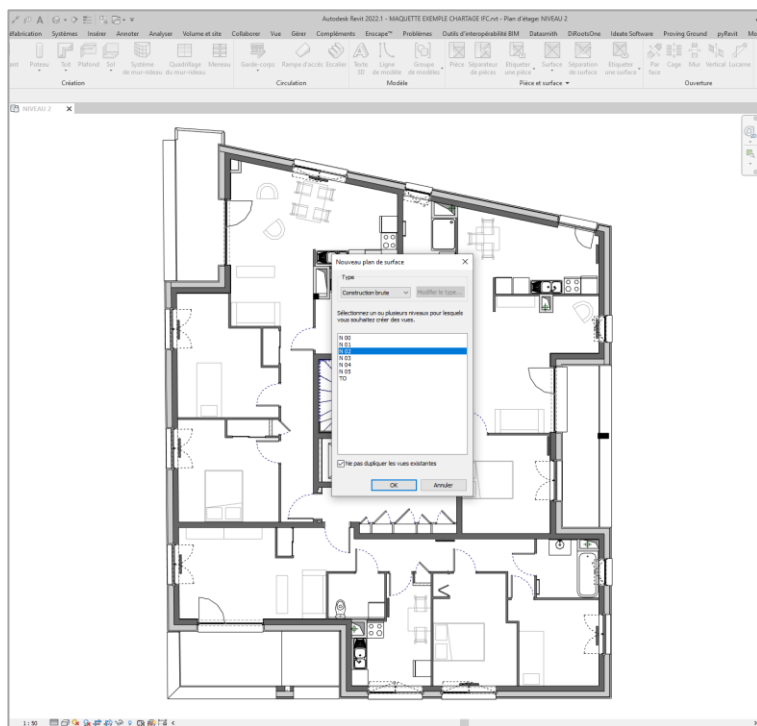 Autodesk Revit 2022.1 - MAQUETTE EXEMPLE CHARTAGE IFC.rvt - Plan d'étage: NIVEAU 2
éfabrication Systèmes Insérer Annoter Analyser Volume et site Collaborer Vue Gérer Compléments Enscape™ Problèmes Outils d'interopérabilité BIM Datasmith DiRootsOne Ideate Software Proving Ground pyRevit Mo
ant Poteau Toit Plafond Sol Système de mur-rideau Quadrillage du mur-rideau Meneau Garde-corps Rampe d'accès Escalier Texte 3D Ligne de modèle Groupe de modèles Pièce Séparateur de pièces Etiqueter une pièce Surface Séparation de surface Etiqueter une surface Par face Cage Mur Vertical Lucarne
Création Circulation Modèle Pièce et surface Ouverture
NIVEAU 2 X
Nouveau plan de surface
Type
Construction brute
Modifier le type...
Sélectionnez un ou plusieurs niveaux pour lesquels
vous souhaitez créer des vues.
N 00
N 01
N 02
N 03
N 04
N 05
TO
Ne pas dupliquer les vues existantes
OK Annuler
1 : 50